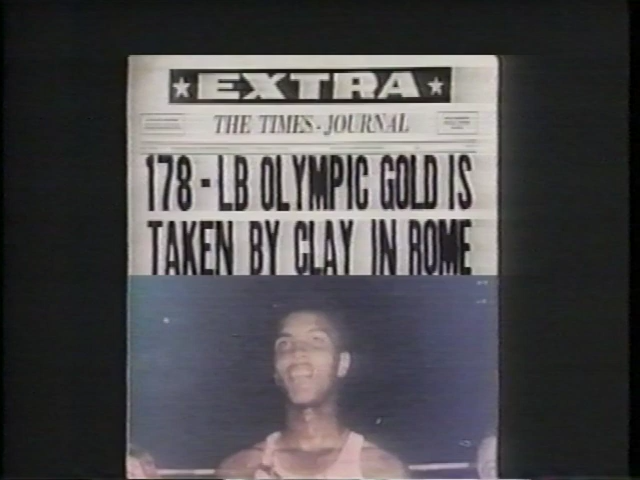 EXTRA
THE TIMES-JOURNAL
178-LB OLYMPIC GOLD IS
TAKEN BY CLAY IN ROME